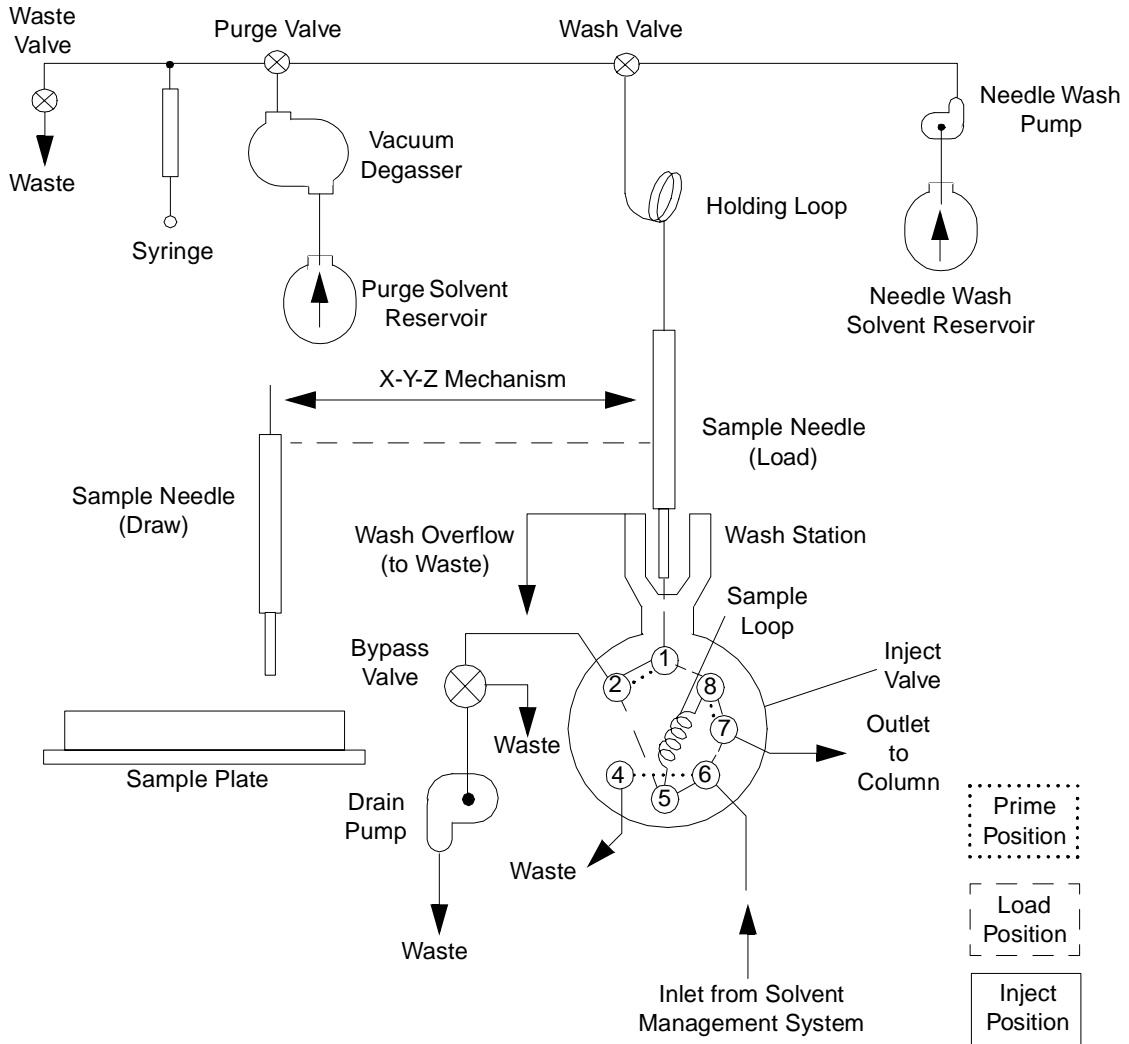 Waste
Valve
Purge Valve
Wash Valve
Needle Wash
Pump
Vacuum
Degasser
Waste
Holding Loop
Syringe
Purge Solvent
Reservoir
Needle Wash
Solvent Reservoir
X-Y-Z Mechanism
Sample Needle
(Load)
Sample Needle
(Draw)
Wash Overflow
(to Waste)
Wash Station
Sample
Loop
Bypass
Valve
Inject
Valve
1
2
8
7
4
6
5
Waste
Outlet
to
Column
Sample Plate
Drain
Pump
Prime
Position
Waste
Load
Position
Waste
Inlet from Solvent
Management System
Inject
Position